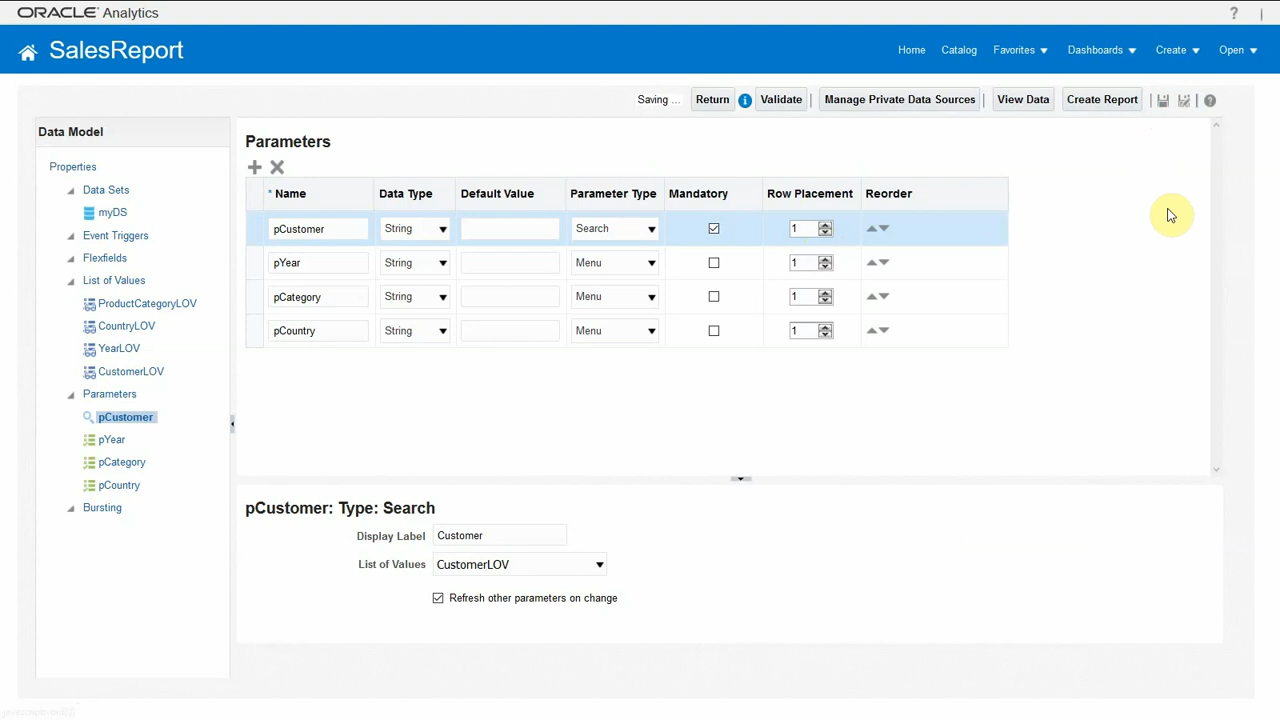 ORACLE Analytics
?
SalesReport
Home Catalog Favorites Dashboards Create Open
Saving ... Return Validate Manage Private Data Sources View Data Create Report
Data Model
Properties
Data Sets
myDS
Event Triggers
Flexfields
List of Values
ProductCategoryLOV
CountryLOV
YearLOV
CustomerLOV
Parameters
pCustomer
pYear
pCategory
pCountry
Bursting
Parameters
* Name Data Type Default Value Parameter Type Mandatory Row Placement Reorder
pCustomer String Search 1
pYear String Menu 1
pCategory String Menu 1
pCountry String Menu 1
pCustomer: Type: Search
Display Label Customer
List of Values CustomerLOV
Refresh other parameters on change